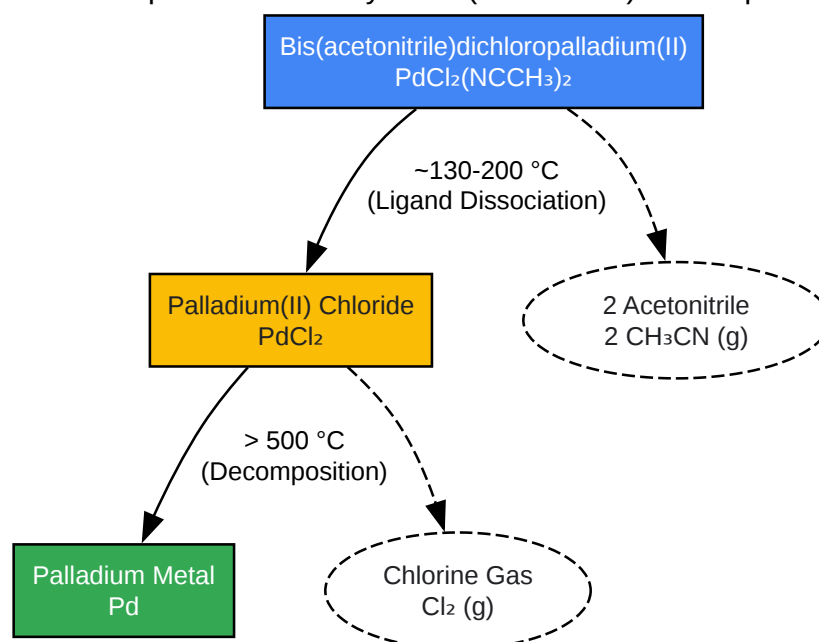 Bis(acetonitrile)dichloropalladium(II)
PdCl₂(NCCH₃)₂
~130-200 °C
(Ligand Dissociation)
Palladium(II) Chloride
PdCl₂
2 Acetonitrile
2 CH₃CN (g)
> 500 °C
(Decomposition)
Palladium Metal
Pd
Chlorine Gas
Cl₂ (g)